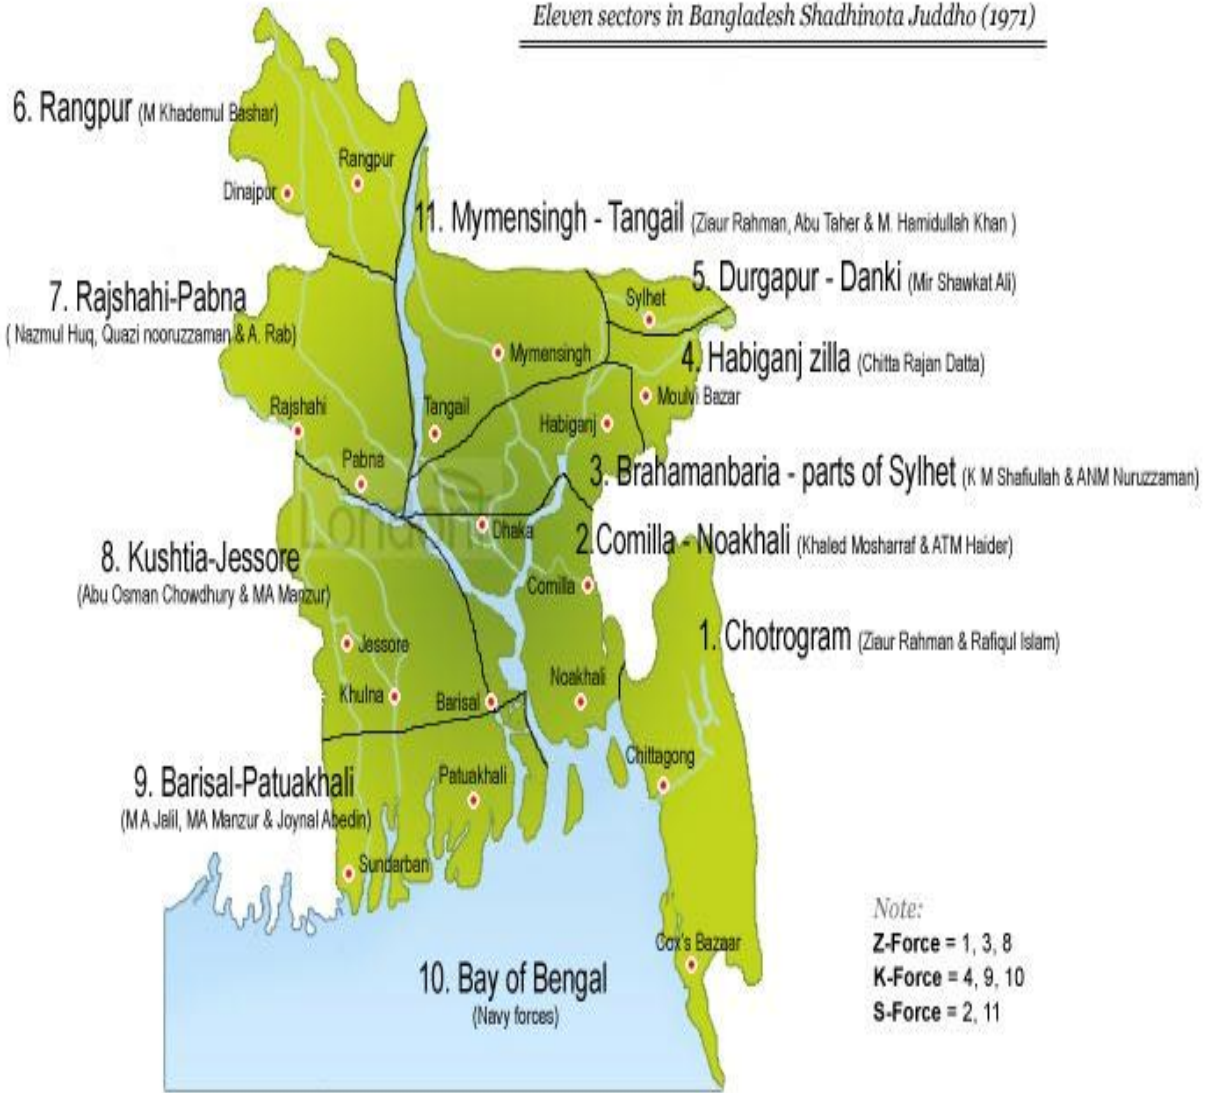 Eleven sectors in Bangladesh Shadhinota Juddho (1971)
6. Rangpur (M Khademul Bashar)
Rangpur
Dinajpur
11. Mymensingh - Tangail (Ziaur Rahman, Abu Taher & M. Hamidullah Khan )
5. Durgapur - Danki (Mir Shawkat Ali)
Sylhet
7. Rajshahi-Pabna
( Nazmul Huq, Quazi nooruzzaman & A. Rab)
Mymensingh
4. Habiganj zilla (Chitta Rajan Datta)
Moulvi Bazar
Rajshahi
Tangail
Habiganj
Pabna
3. Brahamanbaria - parts of Sylhet (K M Shafiullah & ANM Nuruzzaman)
Dhaka
2.Comilla - Noakhali (Khaled Mosharraf & ATM Haider)
8. Kushtia-Jessore
(Abu Osman Chowdhury & MA Manzur)
Comilla
1. Chotrogram (Ziaur Rahman & Rafiqul Islam)
Jessore
Khulna
Barisal
Noakhali
Chittagong
9. Barisal-Patuakhali
(M A Jalil, MA Manzur & Joynal Abedin)
Patuakhali
Sundarban
Cox's Bazaar
10. Bay of Bengal
(Navy forces)
Note:
Z-Force = 1, 3, 8
K-Force = 4, 9, 10
S-Force = 2, 11